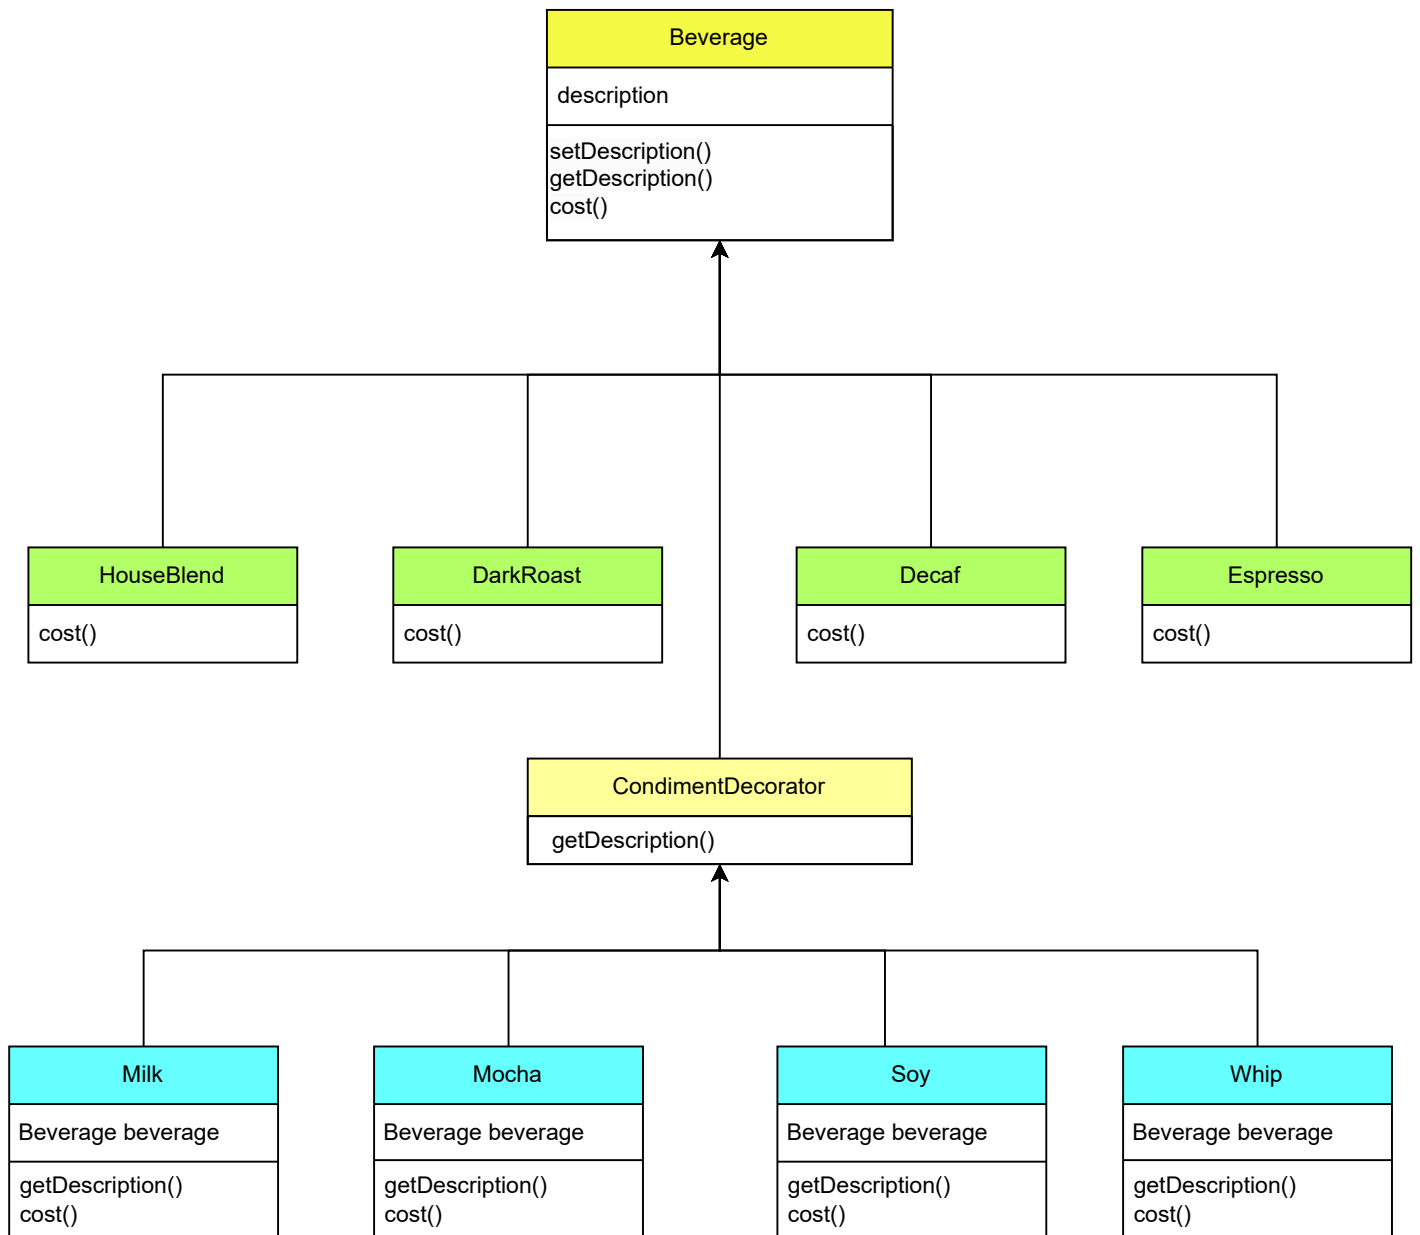 Beverage
description
setDescription()
getDescription()
cost()
HouseBlend
cost()
DarkRoast
cost()
Decaf
cost()
Espresso
cost()
CondimentDecorator
getDescription()
Milk
Beverage beverage
getDescription()
cost()
Mocha
Beverage beverage
getDescription()
cost()
Soy
Beverage beverage
getDescription()
cost()
Whip
Beverage beverage
getDescription()
cost()